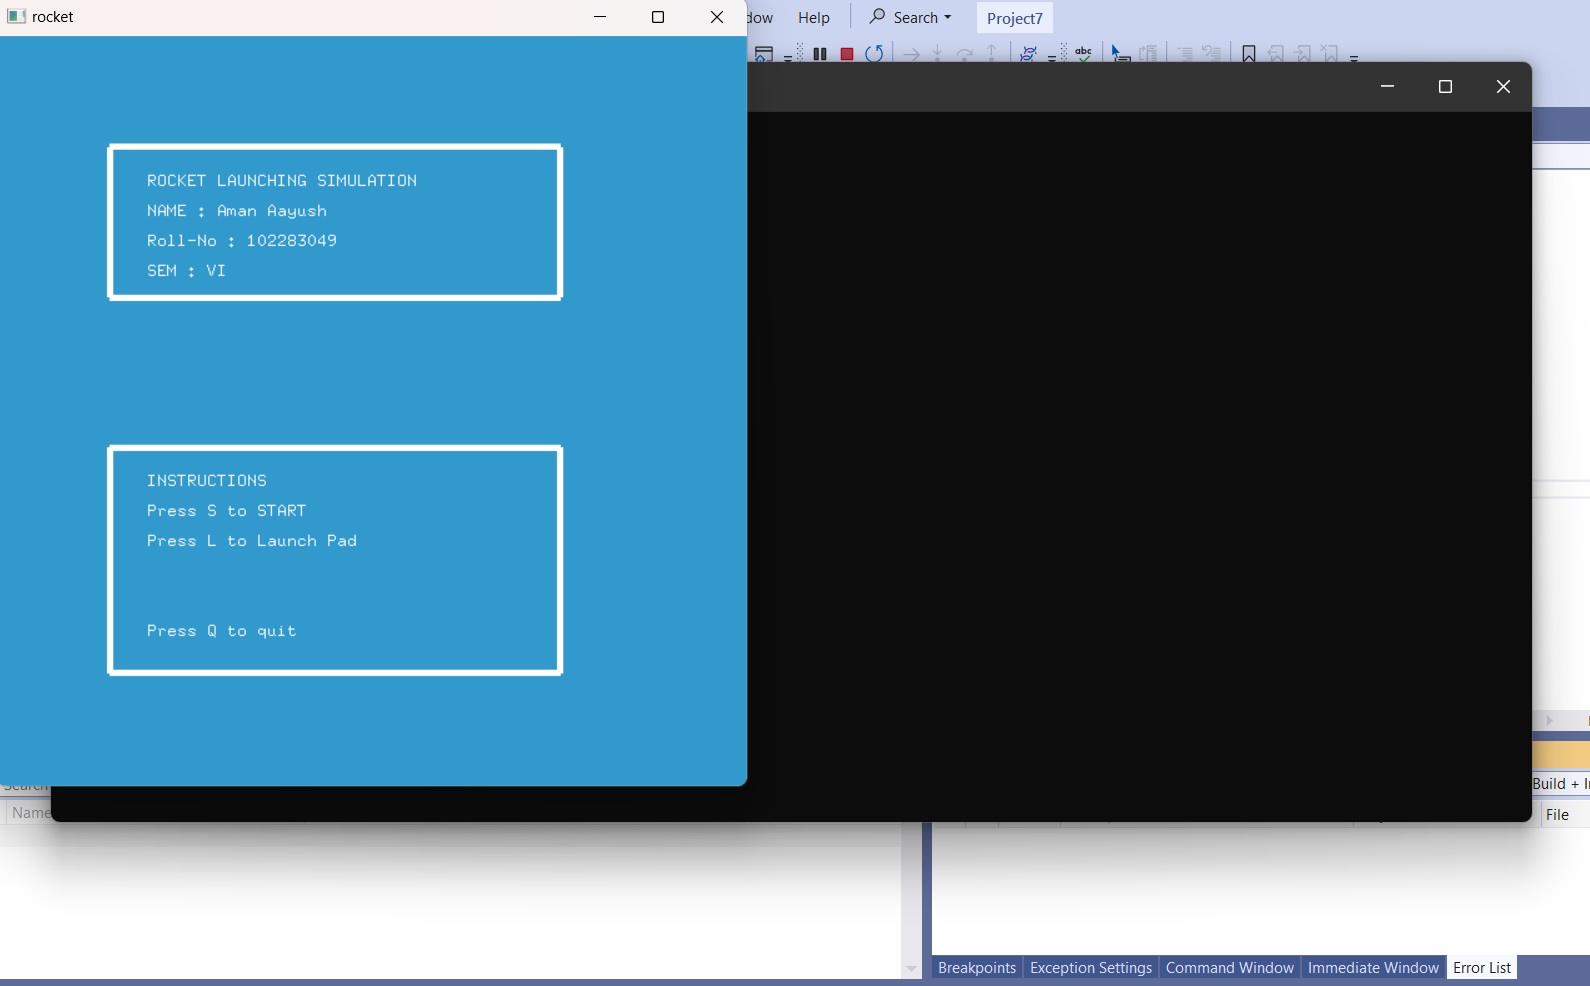 rocket
Help
Search
Project7
abc
ROCKET LAUNCHING SIMULATION
NAME : Aman Aayush
Roll-No : 102283049
SEM : VI
INSTRUCTIONS
Press S to START
Press L to Launch Pad
Press Q to quit
Build +
Name
File
Breakpoints
Exception Settings
Command Window
Immediate Window
Error List